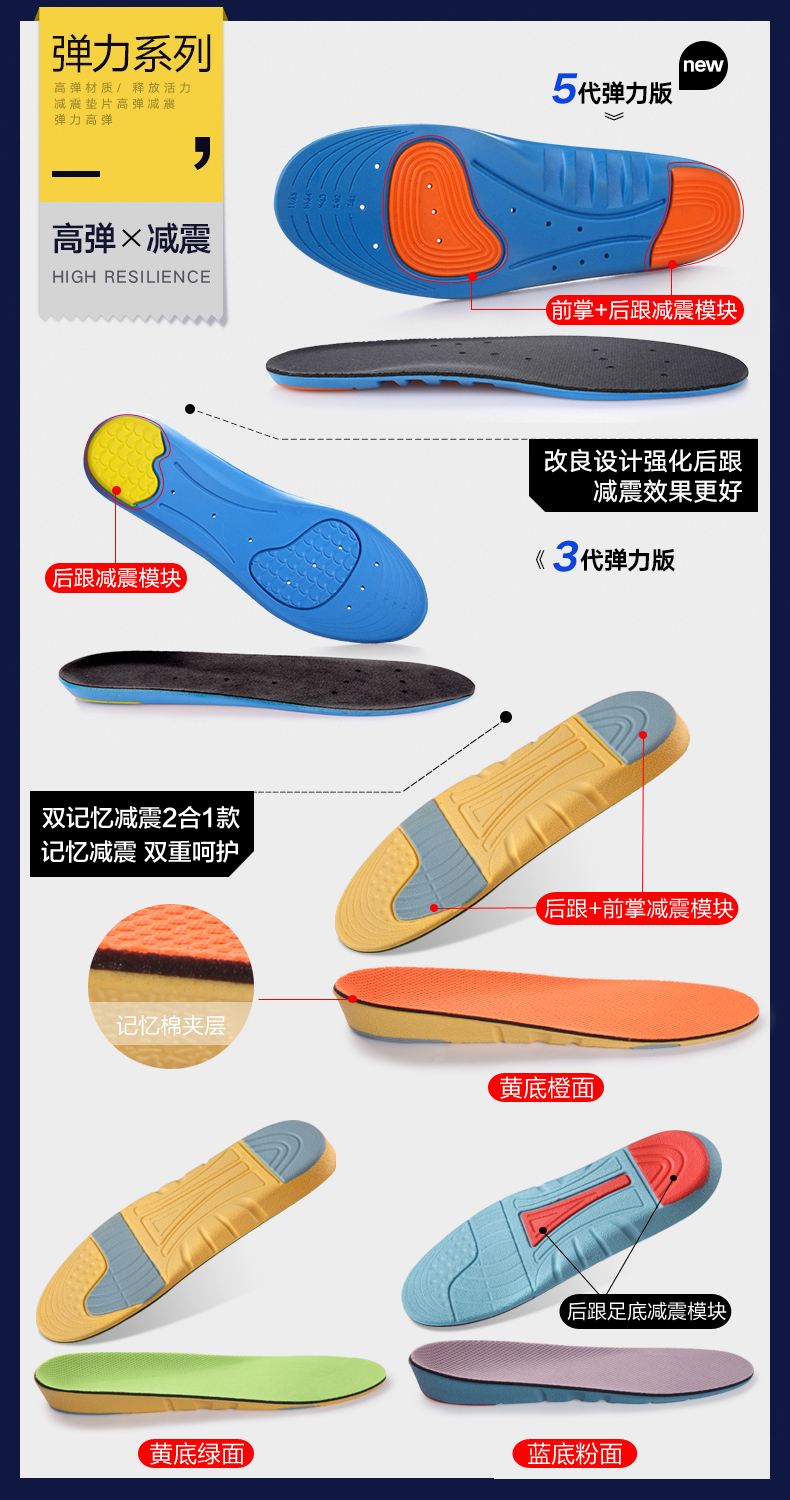 弹力系列
高弹材质/ 释放活力
减震垫片高弹减震
弹力高弹
高弹×减震
HIGH RESILIENCE
new
5代弹力版
前掌+后跟减震模块
改良设计强化后跟
减震效果更好
后跟减震模块
《 3代弹力版
双记忆减震2合1款
记忆减震 双重呵护
后跟+前掌减震模块
记忆棉夹层
黄底橙面
后跟足底减震模块
黄底绿面
蓝底粉面